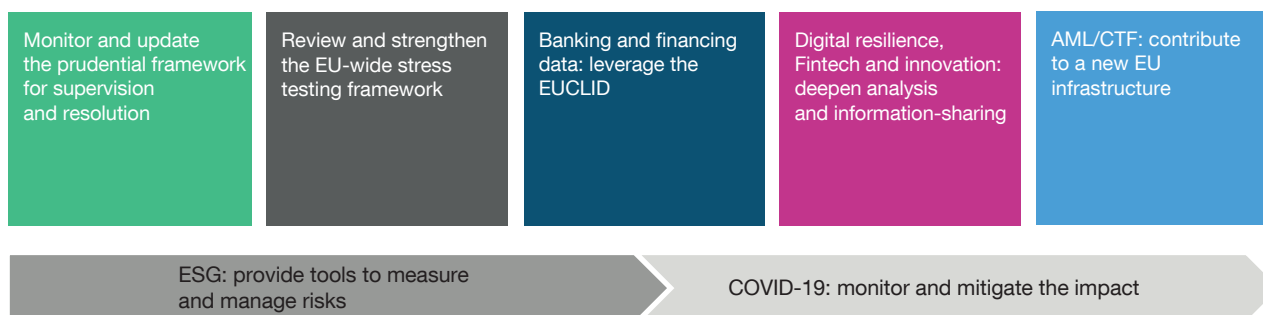 Monitor and update
the prudential framework
for supervision
and resolution
Review and strengthen
the EU-wide stress
testing framework
Banking and financing
data: leverage the
EUCLID
Digital resilience,
Fintech and innovation:
deepen analysis
and information-sharing
AML/CTF: contribute
to a new EU
infrastructure
ESG: provide tools to measure
and manage risks
COVID-19: monitor and mitigate the impact